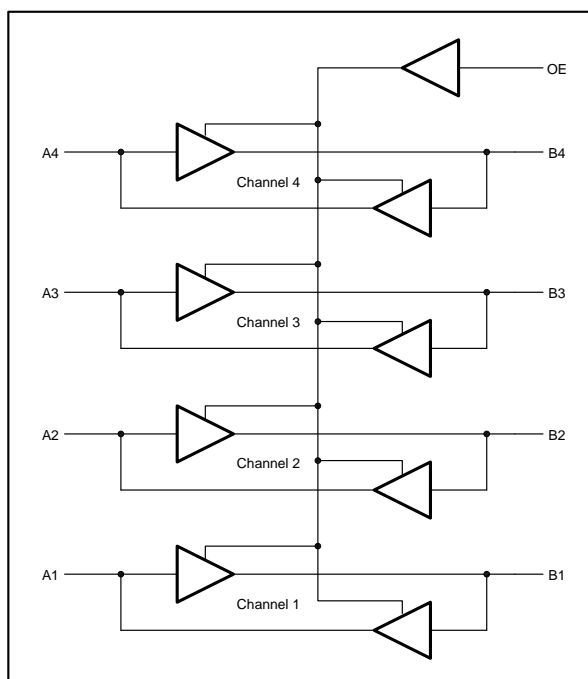 OE
A4 B4
Channel 4
A3 B3
Channel 3
A2 B2
Channel 2
A1 B1
Channel 1